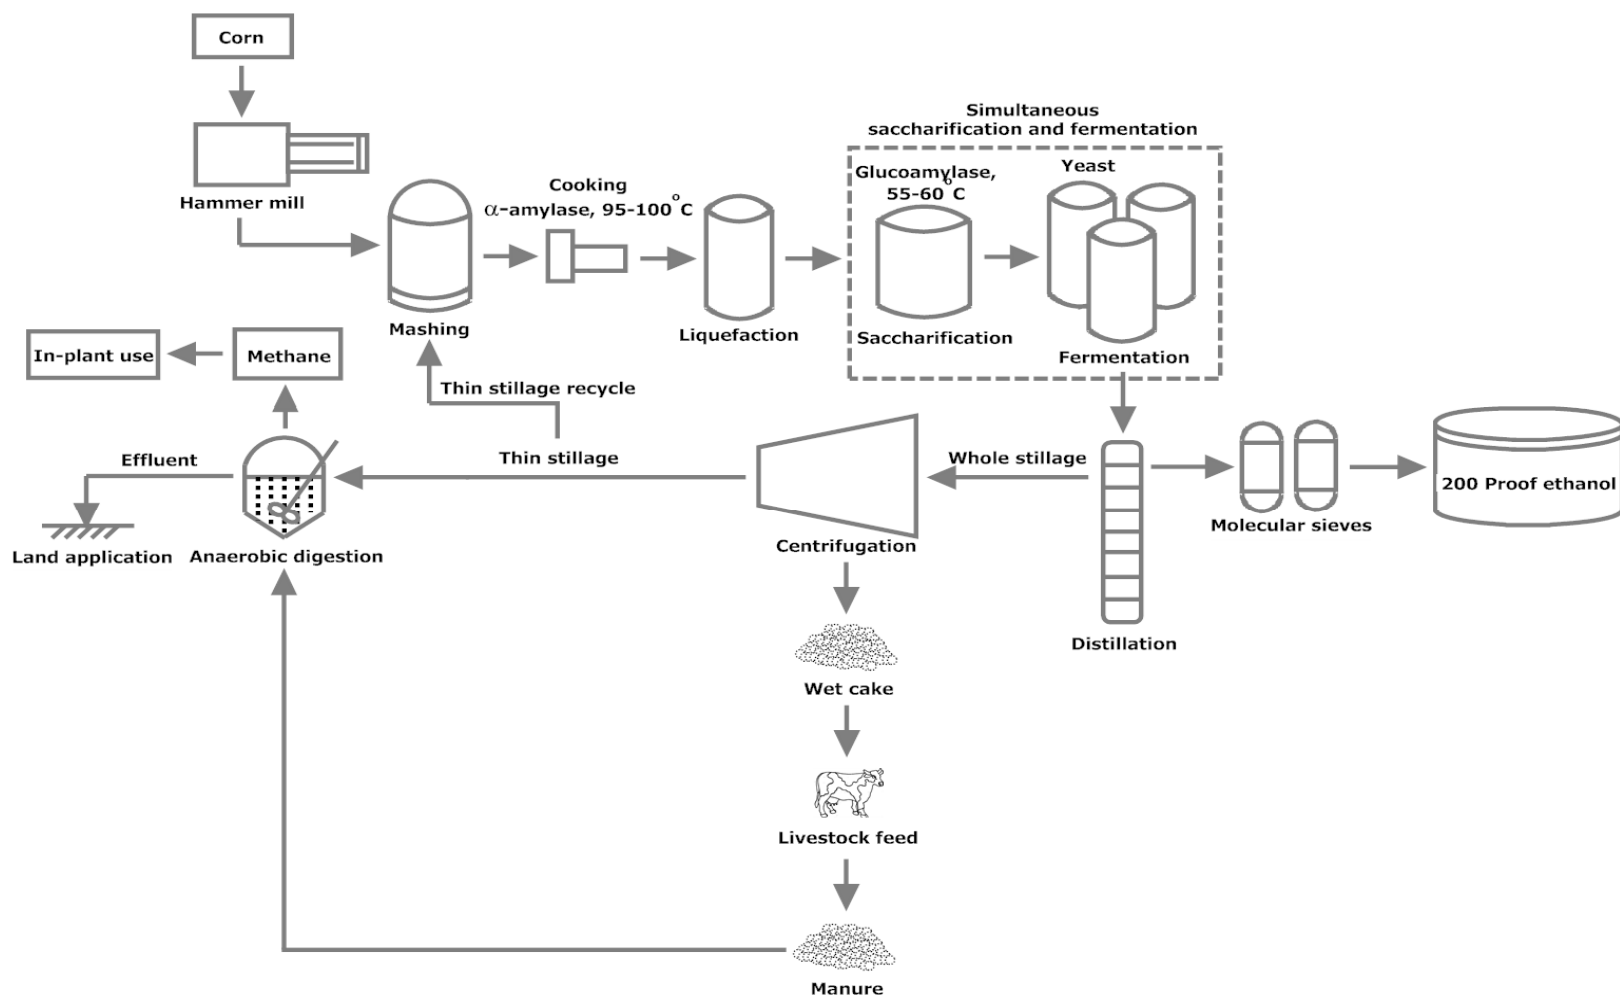 Corn
Hammer mill
Mashing
Cooking
α-amylase, 95-100°C
Liquefaction
Simultaneous
saccharification and fermentation
Glucoamylase,
55-60°C
Saccharification
Yeast
Fermentation
In-plant use
Methane
Thin stillage recycle
Effluent
Thin stillage
Whole stillage
200 Proof ethanol
Molecular sieves
Land application
Anaerobic digestion
Centrifugation
Distillation
Wet cake
Livestock feed
Manure